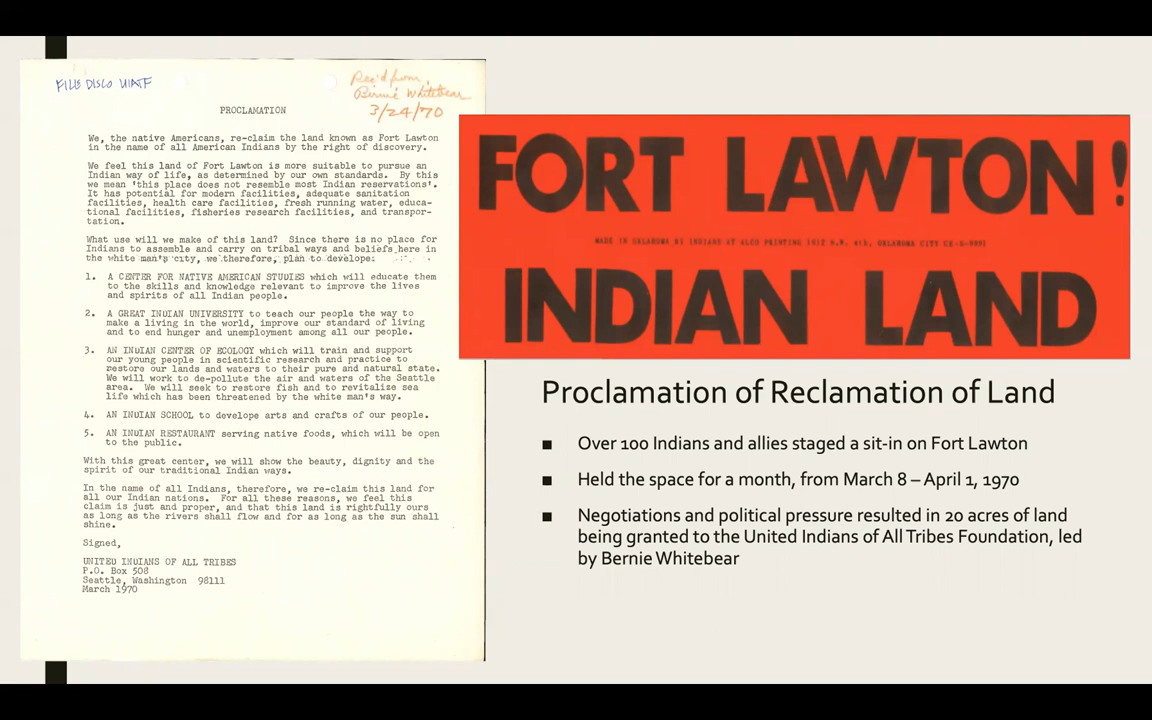 FILE DISCO UIATF
Rec'd from
Bernie Whitebear
3/24/70
PROCLAMATION
We, the native Americans, re-claim the land known as Fort Lawton
in the name of all American Indians by the right of discovery.
We feel this land of Fort Lawton is more suitable to pursue an
Indian way of life, as determined by our own standards. By this
we mean 'this place does not resemble most Indian reservations'.
It has potential for modern facilities, adequate sanitation
facilities, health care facilities, fresh running water, educa-
tional facilities, fisheries research facilities, and transpor-
tation.
What use will we make of this land? Since there is no place for
Indians to assemble and carry on tribal ways and beliefs here in
the white man's city, we therefore, plan to develope:
1. A CENTER FOR NATIVE AMERICAN STUDIES which will educate them
to the skills and knowledge relevant to improve the lives
and spirits of all Indian people.
2. A GREAT INDIAN UNIVERSITY to teach our people the way to
make a living in the world, improve our standard of living
and to end hunger and unemployment among all our people.
3. AN INDIAN CENTER OF ECOLOGY which will train and support
our young people in scientific research and practice to
restore our lands and waters to their pure and natural state.
We will work to de-pollute the air and waters of the Seattle
area. We will seek to restore fish and to revitalize sea
life which has been threatened by the white man's way.
4. AN INDIAN SCHOOL to develope arts and crafts of our people.
5. AN INDIAN RESTAURANT serving native foods, which will be open
to the public.
With this great center, we will show the beauty, dignity and the
spirit of our traditional Indian ways.
In the name of all Indians, therefore, we re-claim this land for
all our Indian nations. For all these reasons, we feel this
claim is just and proper, and that this land is rightfully ours
as long as the rivers shall flow and for as long as the sun shall
shine.
Signed,
UNITED INDIANS OF ALL TRIBES
P.O. Box 508
Seattle, Washington 98111
March 1970
FORT LAWTON!
MADE IN OKLAHOMA BY INDIANS AT ALCO PRINTING OKLAHOMA CITY
INDIAN LAND
Proclamation of Reclamation of Land
■ Over 100 Indians and allies staged a sit-in on Fort Lawton
■ Held the space for a month, from March 8 – April 1, 1970
■ Negotiations and political pressure resulted in 20 acres of land
being granted to the United Indians of All Tribes Foundation, led
by Bernie Whitebear